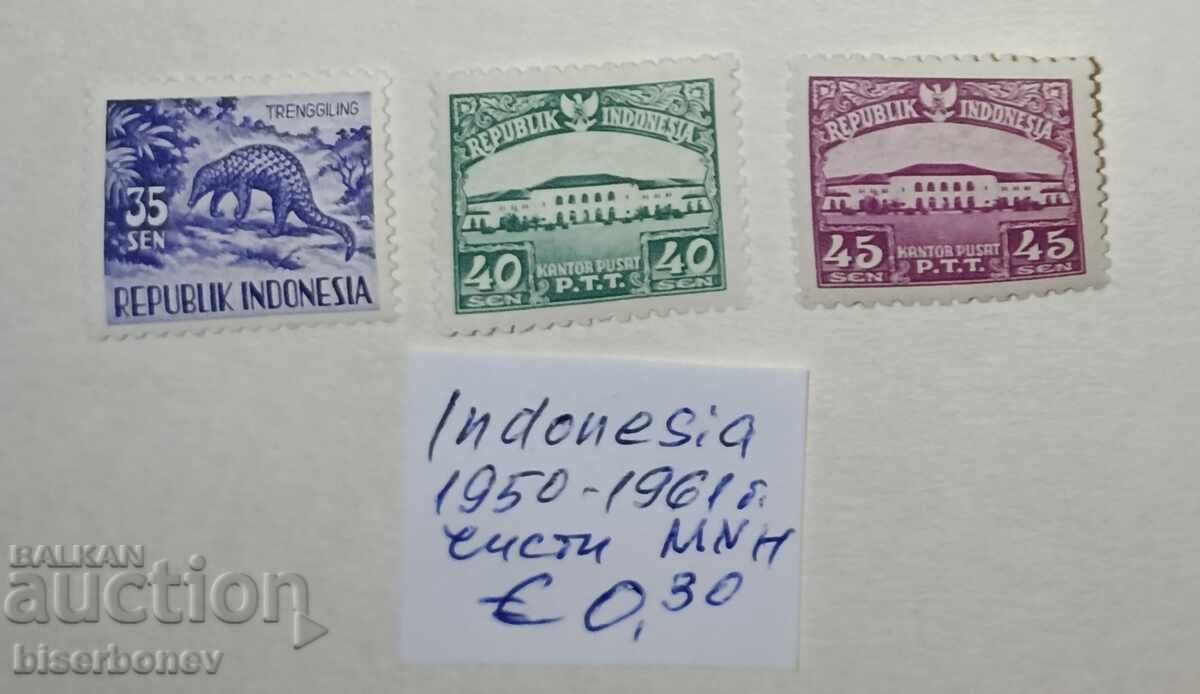 TRENGGILING
35
SEN
REPUBLIK INDONESIA
REPUBLIK INDONESIA
40 KANTOR PUSAT 40
SEN P.T.T. SEN
REPUBLIK INDONESIA
45 KANTOR PUSAT 45
SEN P.T.T. SEN
Indonesia
1950-1961г.
чисти MNH
€ 0,30
BALKAN
auction
biserbonev